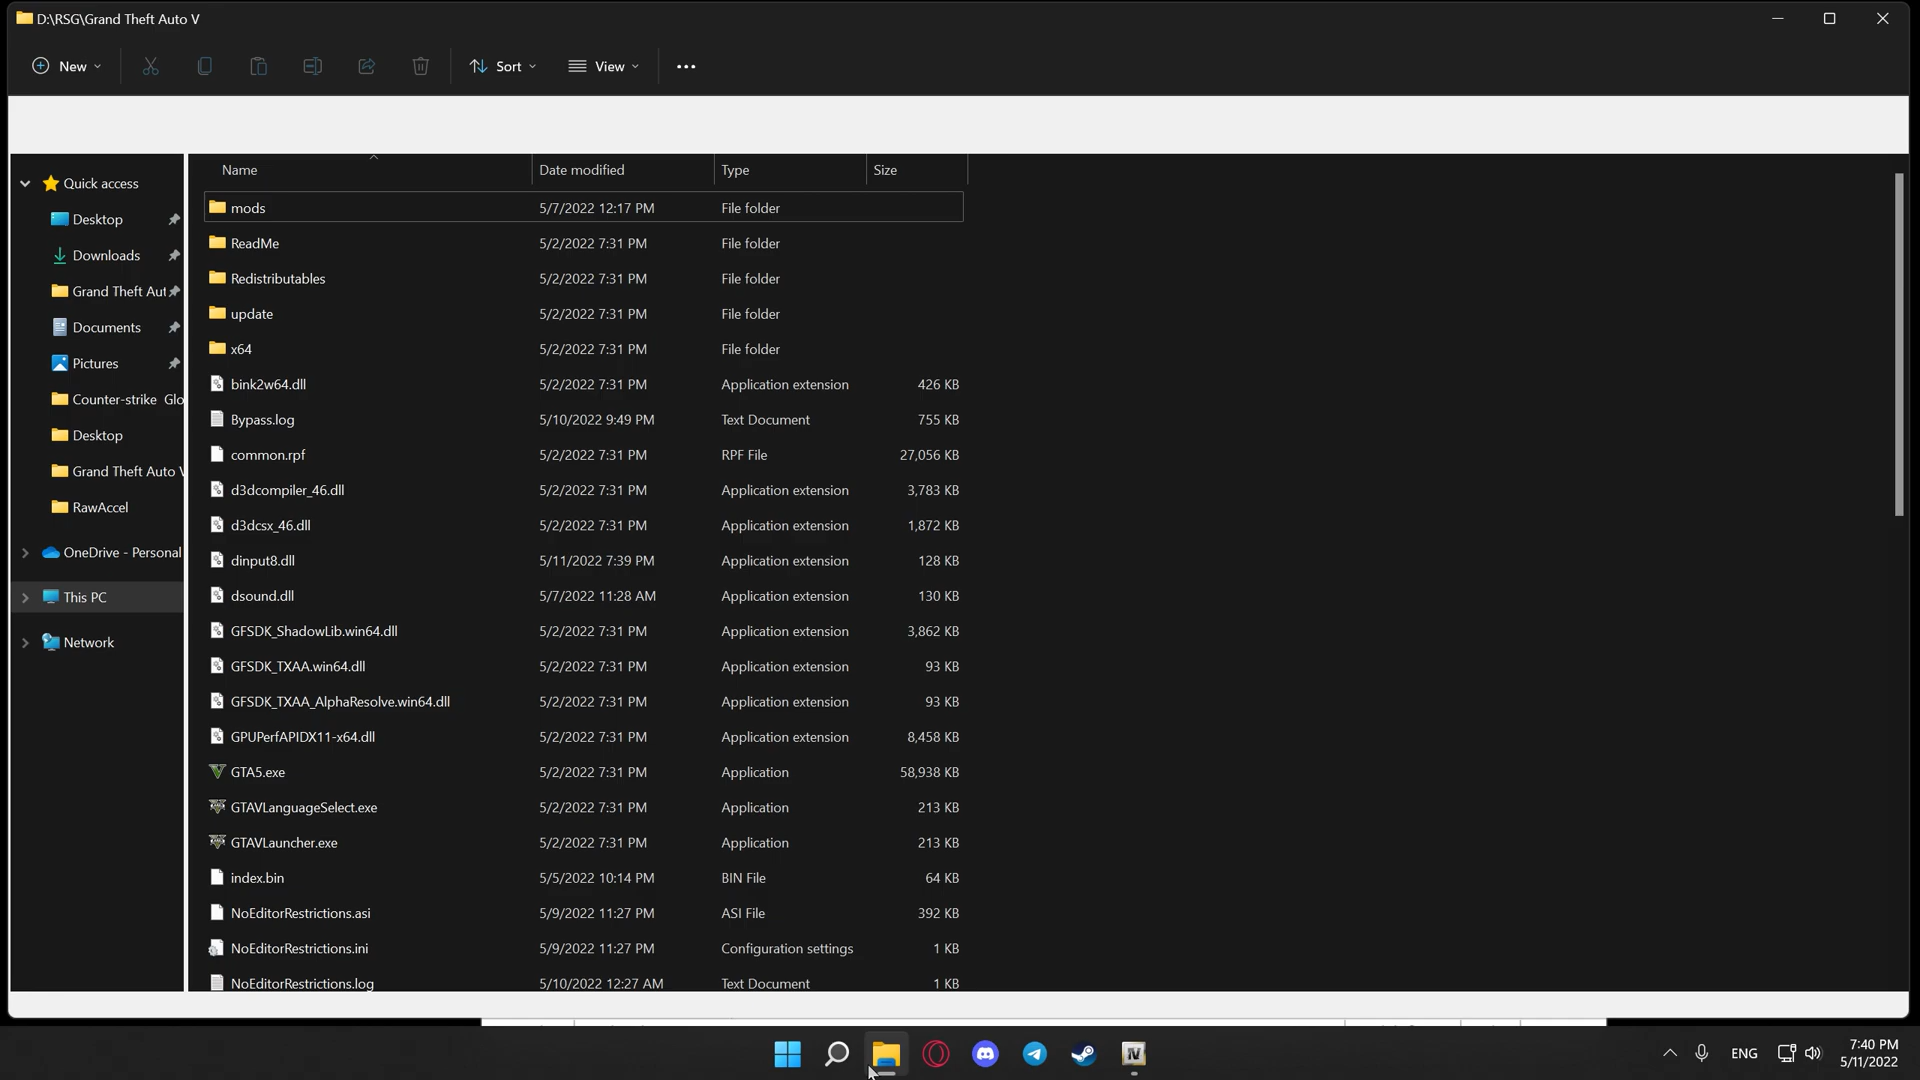 D:\RSG\Grand Theft Auto V
New
Sort
View
Name Date modified Type Size
Quick access
Desktop
Downloads
Grand Theft Aut
Documents
Pictures
Counter-strike Glo
Desktop
Grand Theft Auto V
RawAccel
OneDrive - Personal
This PC
Network
mods 5/7/2022 12:17 PM File folder
ReadMe 5/2/2022 7:31 PM File folder
Redistributables 5/2/2022 7:31 PM File folder
update 5/2/2022 7:31 PM File folder
x64 5/2/2022 7:31 PM File folder
bink2w64.dll 5/2/2022 7:31 PM Application extension 426 KB
Bypass.log 5/10/2022 9:49 PM Text Document 755 KB
common.rpf 5/2/2022 7:31 PM RPF File 27,056 KB
d3dcompiler_46.dll 5/2/2022 7:31 PM Application extension 3,783 KB
d3dcsx_46.dll 5/2/2022 7:31 PM Application extension 1,872 KB
dinput8.dll 5/11/2022 7:39 PM Application extension 128 KB
dsound.dll 5/7/2022 11:28 AM Application extension 130 KB
GFSDK_ShadowLib.win64.dll 5/2/2022 7:31 PM Application extension 3,862 KB
GFSDK_TXAA.win64.dll 5/2/2022 7:31 PM Application extension 93 KB
GFSDK_TXAA_AlphaResolve.win64.dll 5/2/2022 7:31 PM Application extension 93 KB
GPUPerfAPIDX11-x64.dll 5/2/2022 7:31 PM Application extension 8,458 KB
GTA5.exe 5/2/2022 7:31 PM Application 58,938 KB
GTAVLanguageSelect.exe 5/2/2022 7:31 PM Application 213 KB
GTAVLauncher.exe 5/2/2022 7:31 PM Application 213 KB
index.bin 5/5/2022 10:14 PM BIN File 64 KB
NoEditorRestrictions.asi 5/9/2022 11:27 PM ASI File 392 KB
NoEditorRestrictions.ini 5/9/2022 11:27 PM Configuration settings 1 KB
NoEditorRestrictions.log 5/10/2022 12:27 AM Text Document 1 KB
IV
ENG
7:40 PM
5/11/2022